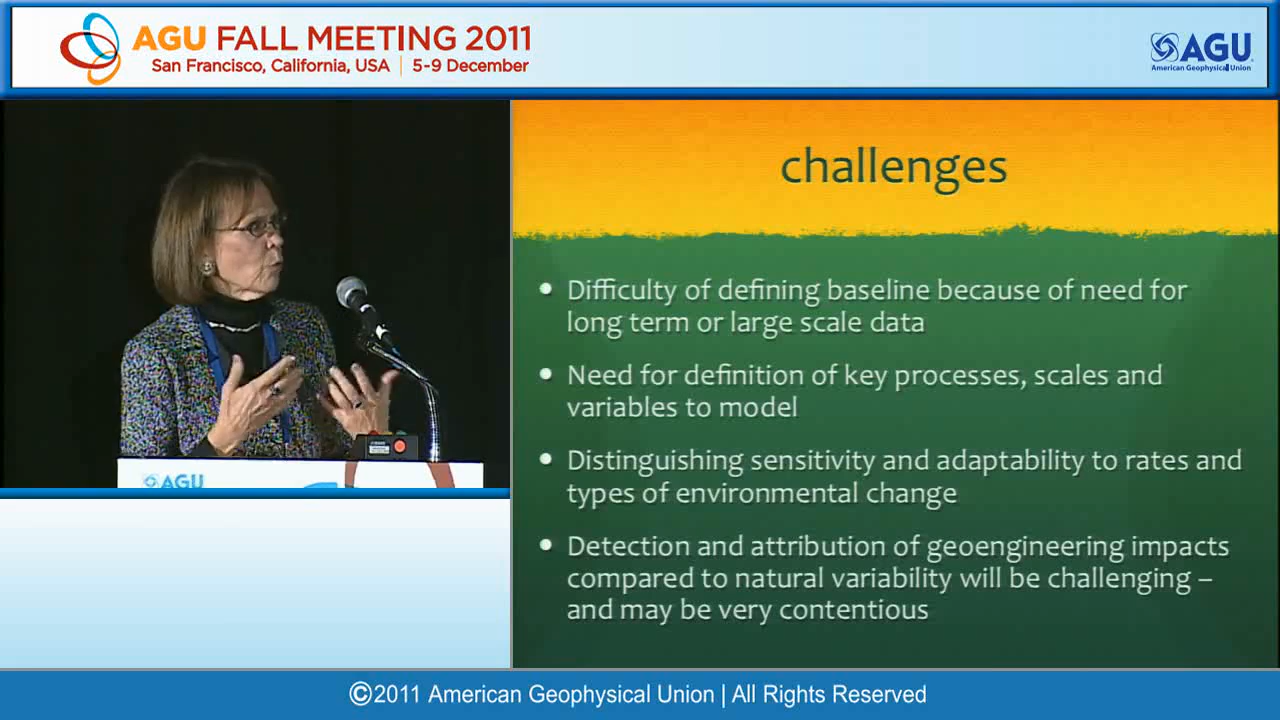 AGU FALL MEETING 2011
San Francisco, California, USA | 5-9 December
AGU
American Geophysical Union
challenges
• Difficulty of defining baseline because of need for
long term or large scale data
• Need for definition of key processes, scales and
variables to model
• Distinguishing sensitivity and adaptability to rates and
types of environmental change
• Detection and attribution of geoengineering impacts
compared to natural variability will be challenging –
and may be very contentious
AGU
©2011 American Geophysical Union | All Rights Reserved